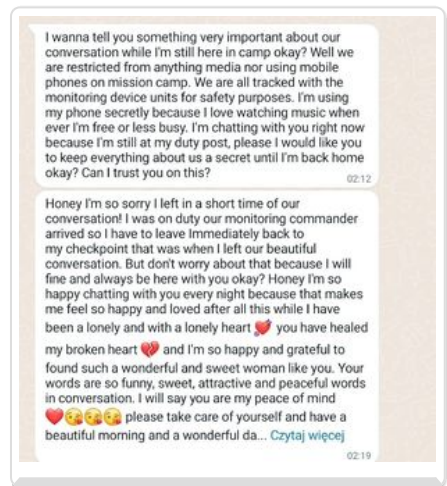 I wanna tell you something very important about our
conversation while I'm still here in camp okay? Well we
are restricted from anything media nor using mobile
phones on mission camp. We are all tracked with the
monitoring device units for safety purposes. I'm using
my phone secretly because I love watching music when
ever I'm free or less busy. I'm chatting with you right now
because I'm still at my duty post, please I would like you
to keep everything about us a secret until I'm back home
okay? Can I trust you on this?
02:12
Honey I'm so sorry I left in a short time of our
conversation! I was on duty our monitoring commander
arrived so I have to leave Immediately back to
my checkpoint that was when I left our beautiful
conversation. But don't worry about that because I will
fine and always be here with you okay? Honey I'm so
happy chatting with you every night because that makes
me feel so happy and loved after all this while I have
been a lonely and with a lonely heart 💘 you have healed
my broken heart 💔 and I'm so happy and grateful to
found such a wonderful and sweet woman like you. Your
words are so funny, sweet, attractive and peaceful words
in conversation. I will say you are my peace of mind
❤️😘😘😘 please take care of yourself and have a
beautiful morning and a wonderful da... Czytaj więcej
02:19